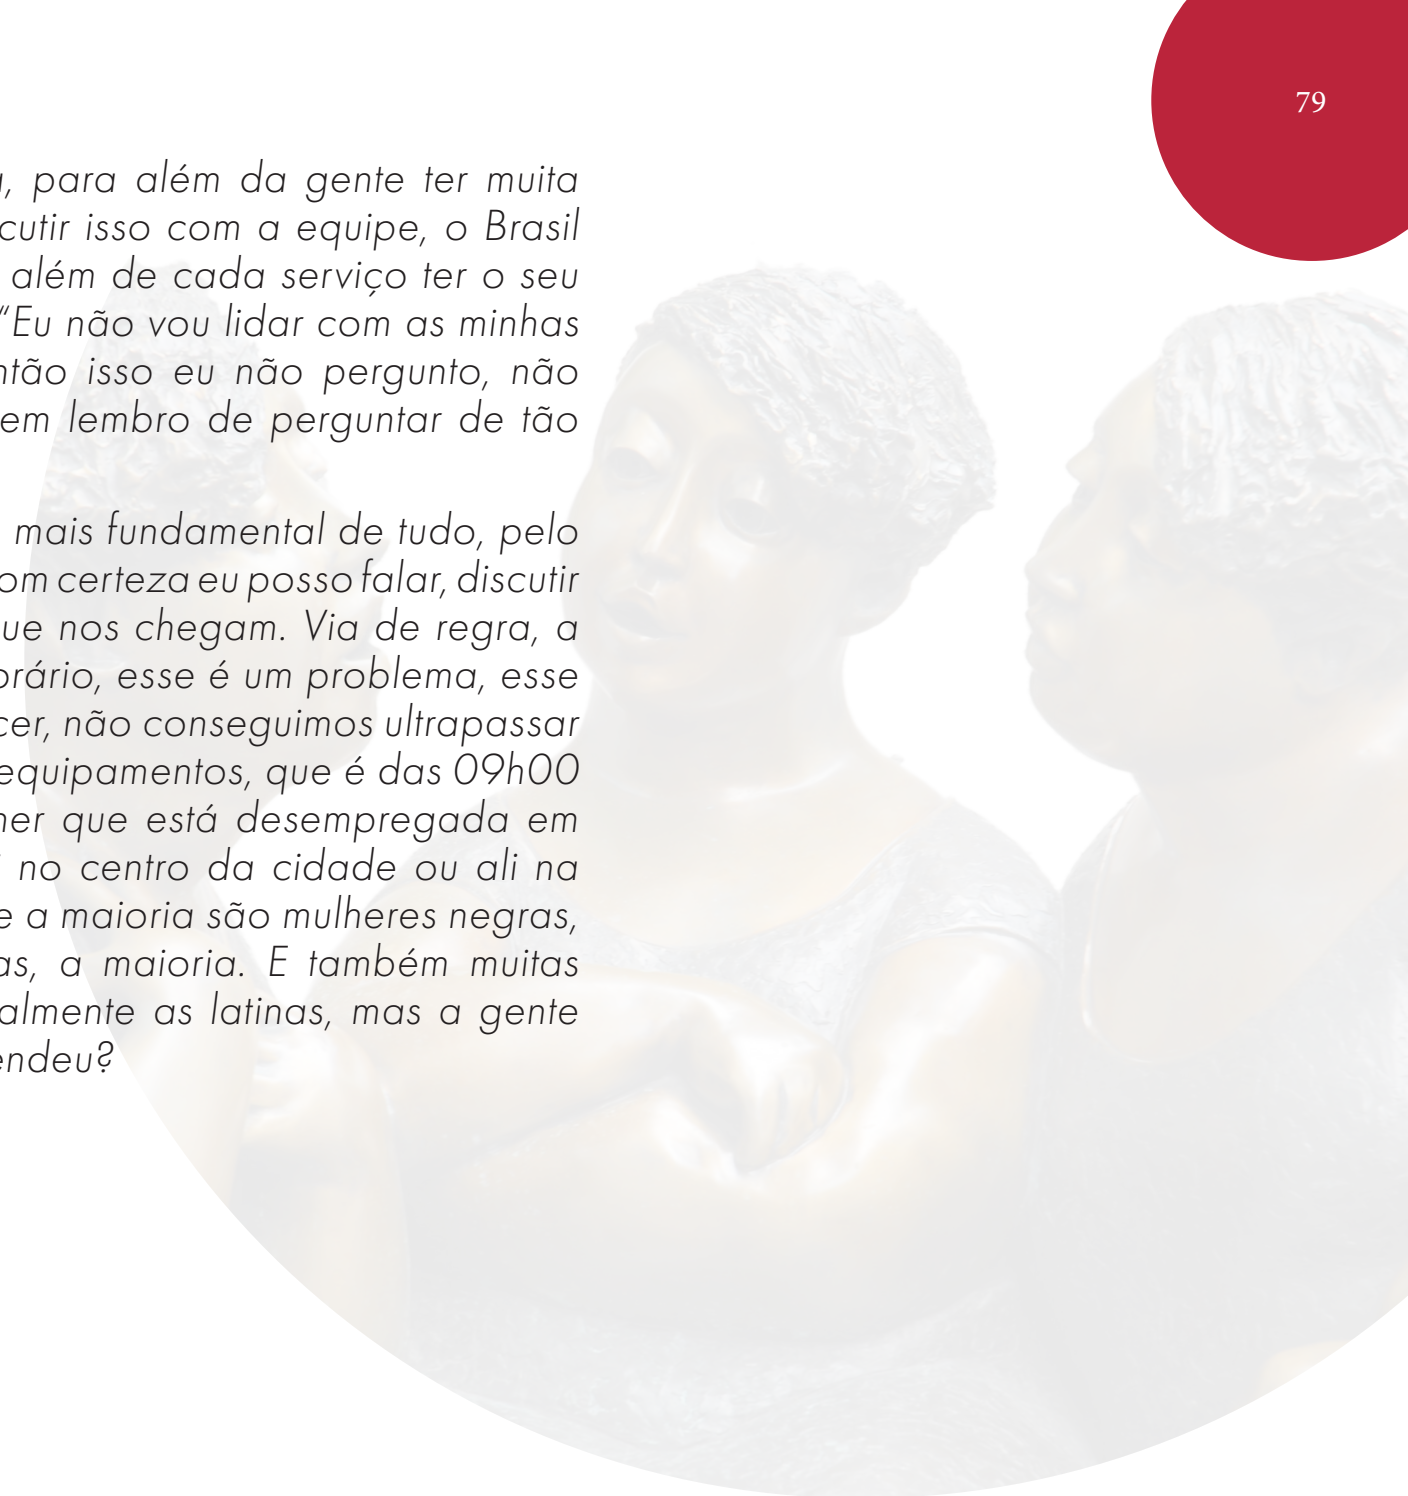 79
, para além da gente ter muita
cutir isso com a equipe, o Brasil
além de cada serviço ter o seu
“Eu não vou lidar com as minhas
ntão isso eu não pergunto, não
em lembro de perguntar de tão
mais fundamental de tudo, pelo
om certeza eu posso falar, discutir
ue nos chegam. Via de regra, a
orário, esse é um problema, esse
cer, não conseguimos ultrapassar
equipamentos, que é das 09h00
her que está desempregada em
no centro da cidade ou ali na
e a maioria são mulheres negras,
as, a maioria. E também muitas
almente as latinas, mas a gente
endeu?